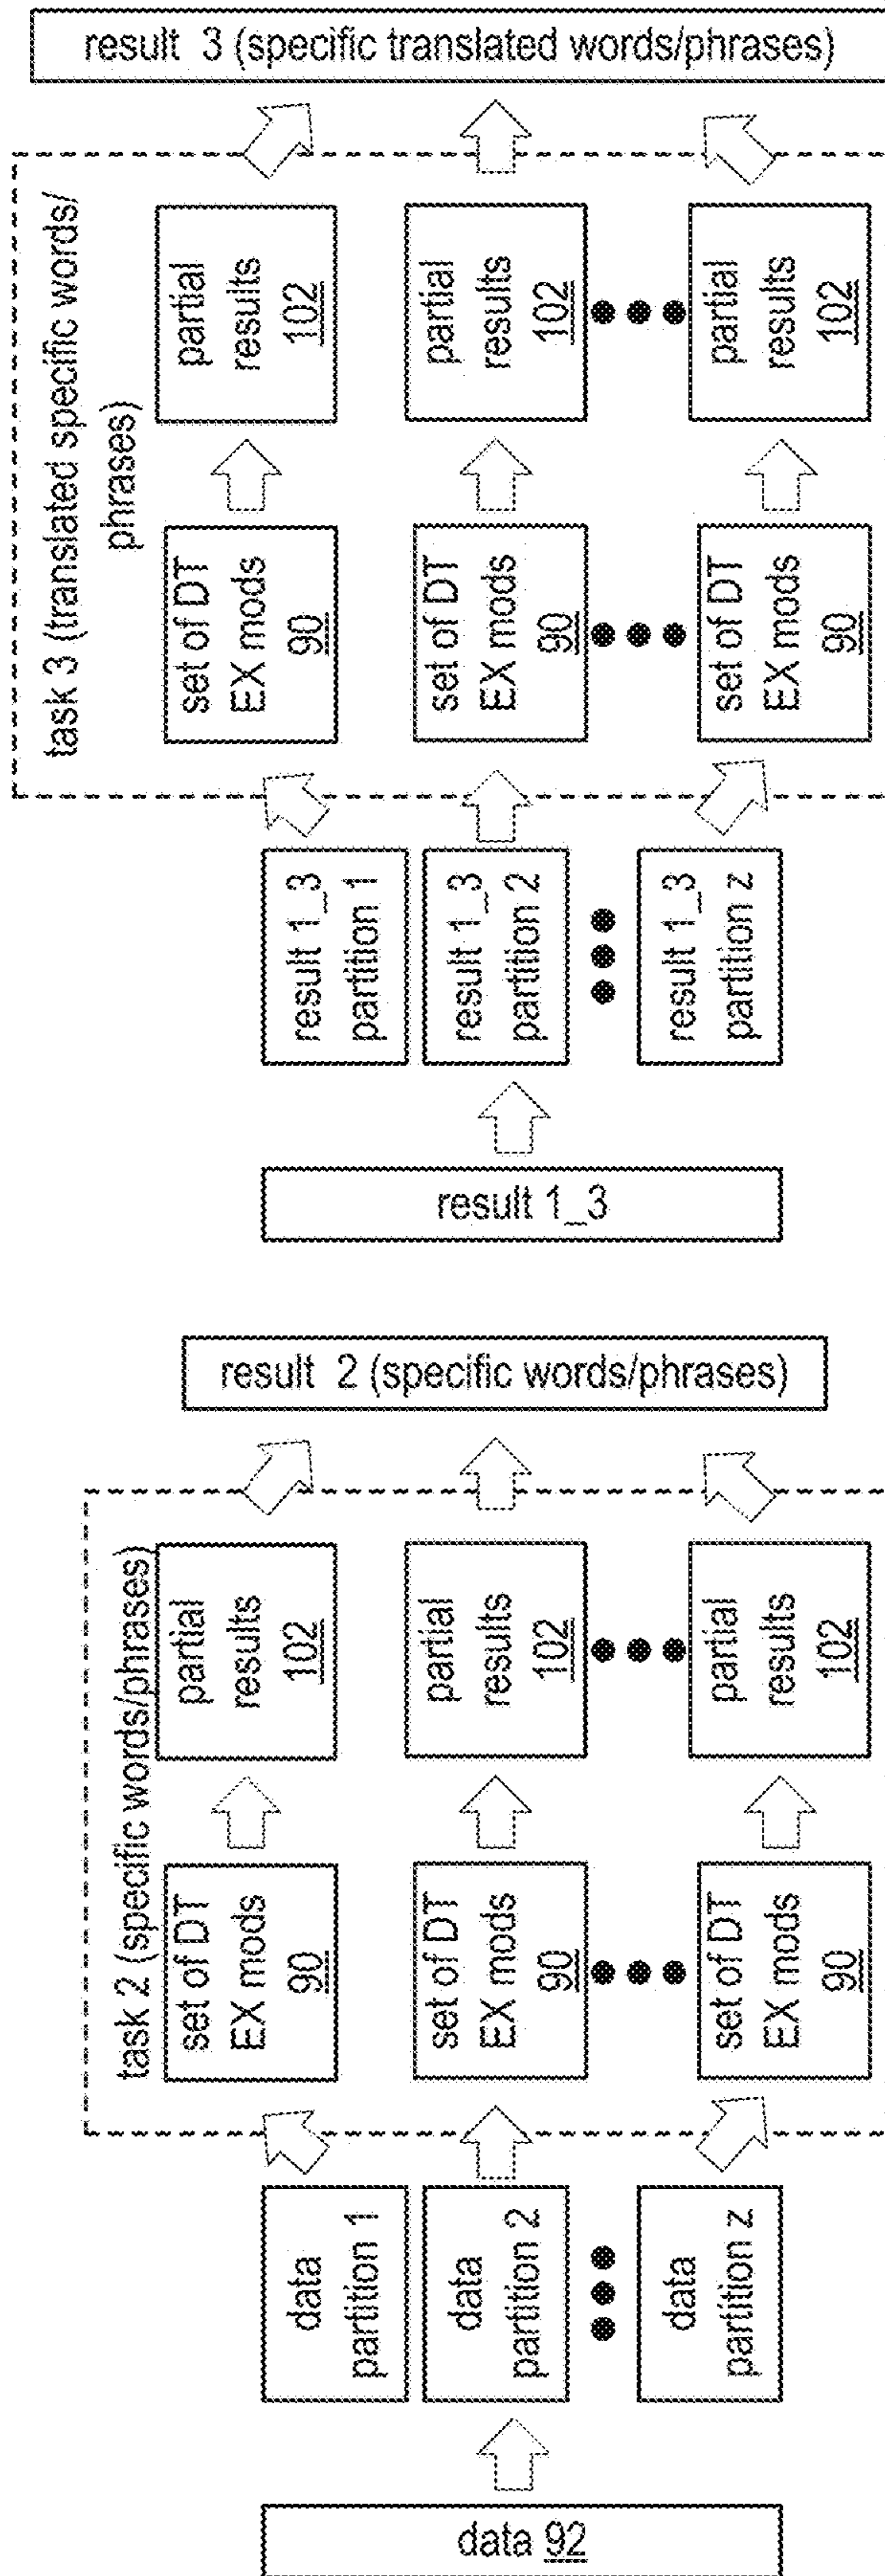 data 92
data
partition 1
data
partition 2
data
partition z
task 2 (specific words/phrases)
set of DT
EX mods
90
set of DT
EX mods
90
set of DT
EX mods
90
partial
results
102
partial
results
102
partial
results
102
result 2 (specific words/phrases)
result 1_3
result 1_3
partition 1
result 1_3
partition 2
result 1_3
partition z
task 3 (translated specific words/
phrases)
set of DT
EX mods
90
set of DT
EX mods
90
set of DT
EX mods
90
partial
results
102
partial
results
102
partial
results
102
result 3 (specific translated words/phrases)